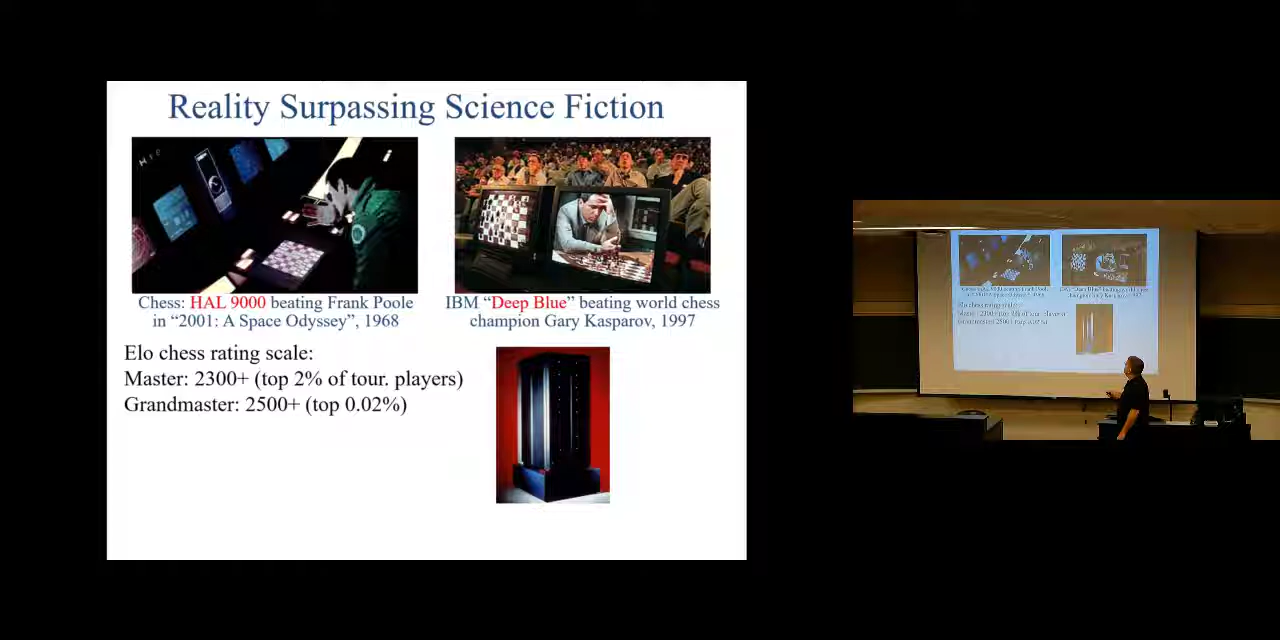 Reality Surpassing Science Fiction
Chess: HAL 9000 beating Frank Poole
in “2001: A Space Odyssey”, 1968
IBM “Deep Blue” beating world chess
champion Gary Kasparov, 1997
Elo chess rating scale:
Master: 2300+ (top 2% of tour. players)
Grandmaster: 2500+ (top 0.02%)